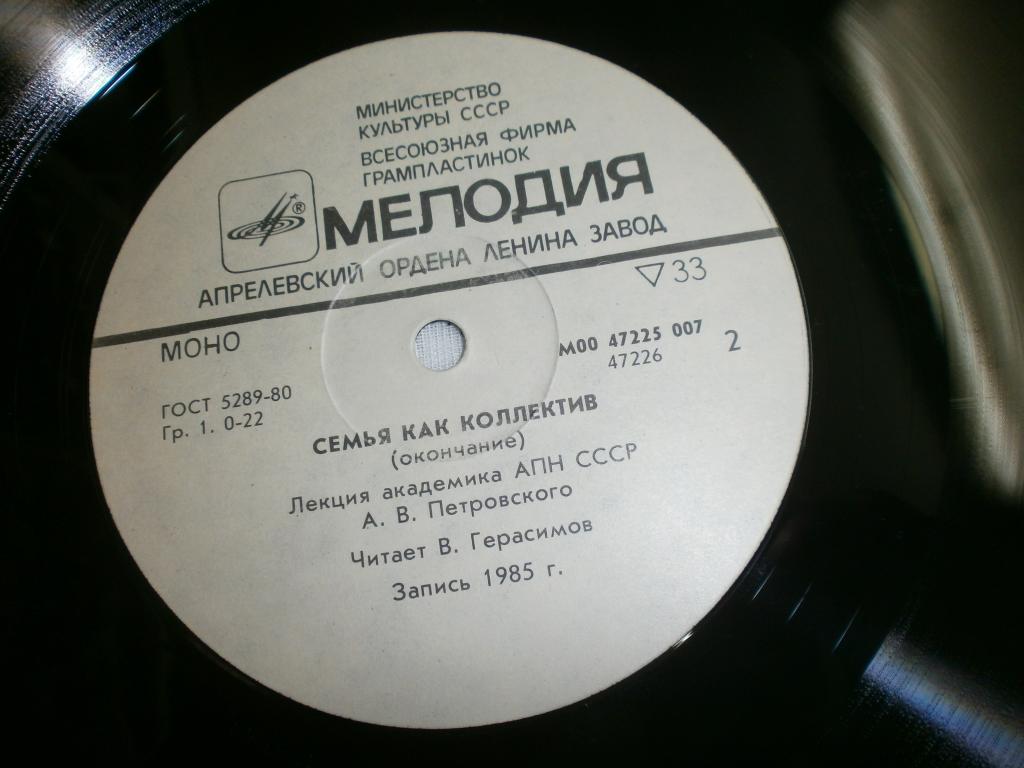 МИНИСТЕРСТВО
КУЛЬТУРЫ СССР
ВСЕСОЮЗНАЯ ФИРМА
ГРАМПЛАСТИНОК
®
МЕЛОДИЯ
АПРЕЛЕВСКИЙ ОРДЕНА ЛЕНИНА ЗАВОД
▽33
МОНО
М00 47225 007
47226
2
ГОСТ 5289-80
Гр. 1. 0-22
СЕМЬЯ КАК КОЛЛЕКТИВ
(окончание)
Лекция академика АПН СССР
А. В. Петровского
Читает В. Герасимов
Запись 1985 г.